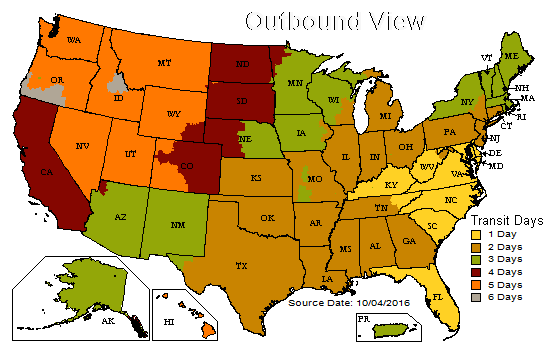 Outbound View
WA
MT
ND
OR
ID
MN
VT
ME
WI
NY
NH
MA
SD
WY
MI
RI
CT
IA
PA
NJ
NE
OH
NV
UT
IL
IN
DE
CO
WV
MD
CA
KS
MO
KY
VA
NC
TN
OK
AR
SC
AZ
NM
MS
AL
GA
TX
LA
FL
Transit Days
1 Day
2 Days
3 Days
4 Days
5 Days
6 Days
Source Date: 10/04/2016
AK
HI
PR